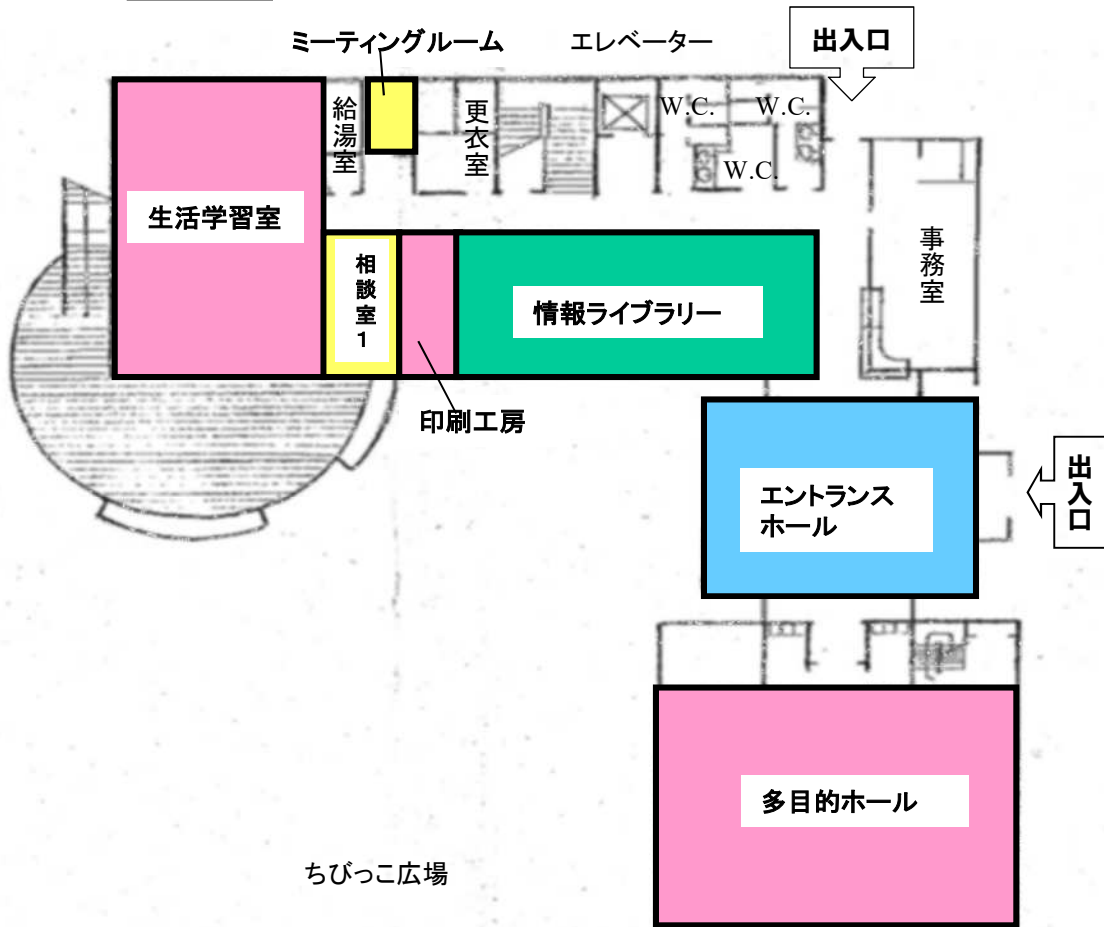 ミーティングルーム
エレベーター
出入口
給湯室
更衣室
W.C.
W.C.
W.C.
生活学習室
相談室1
情報ライブラリー
事務室
印刷工房
エントランス
ホール
出入口
多目的ホール
ちびっこ広場